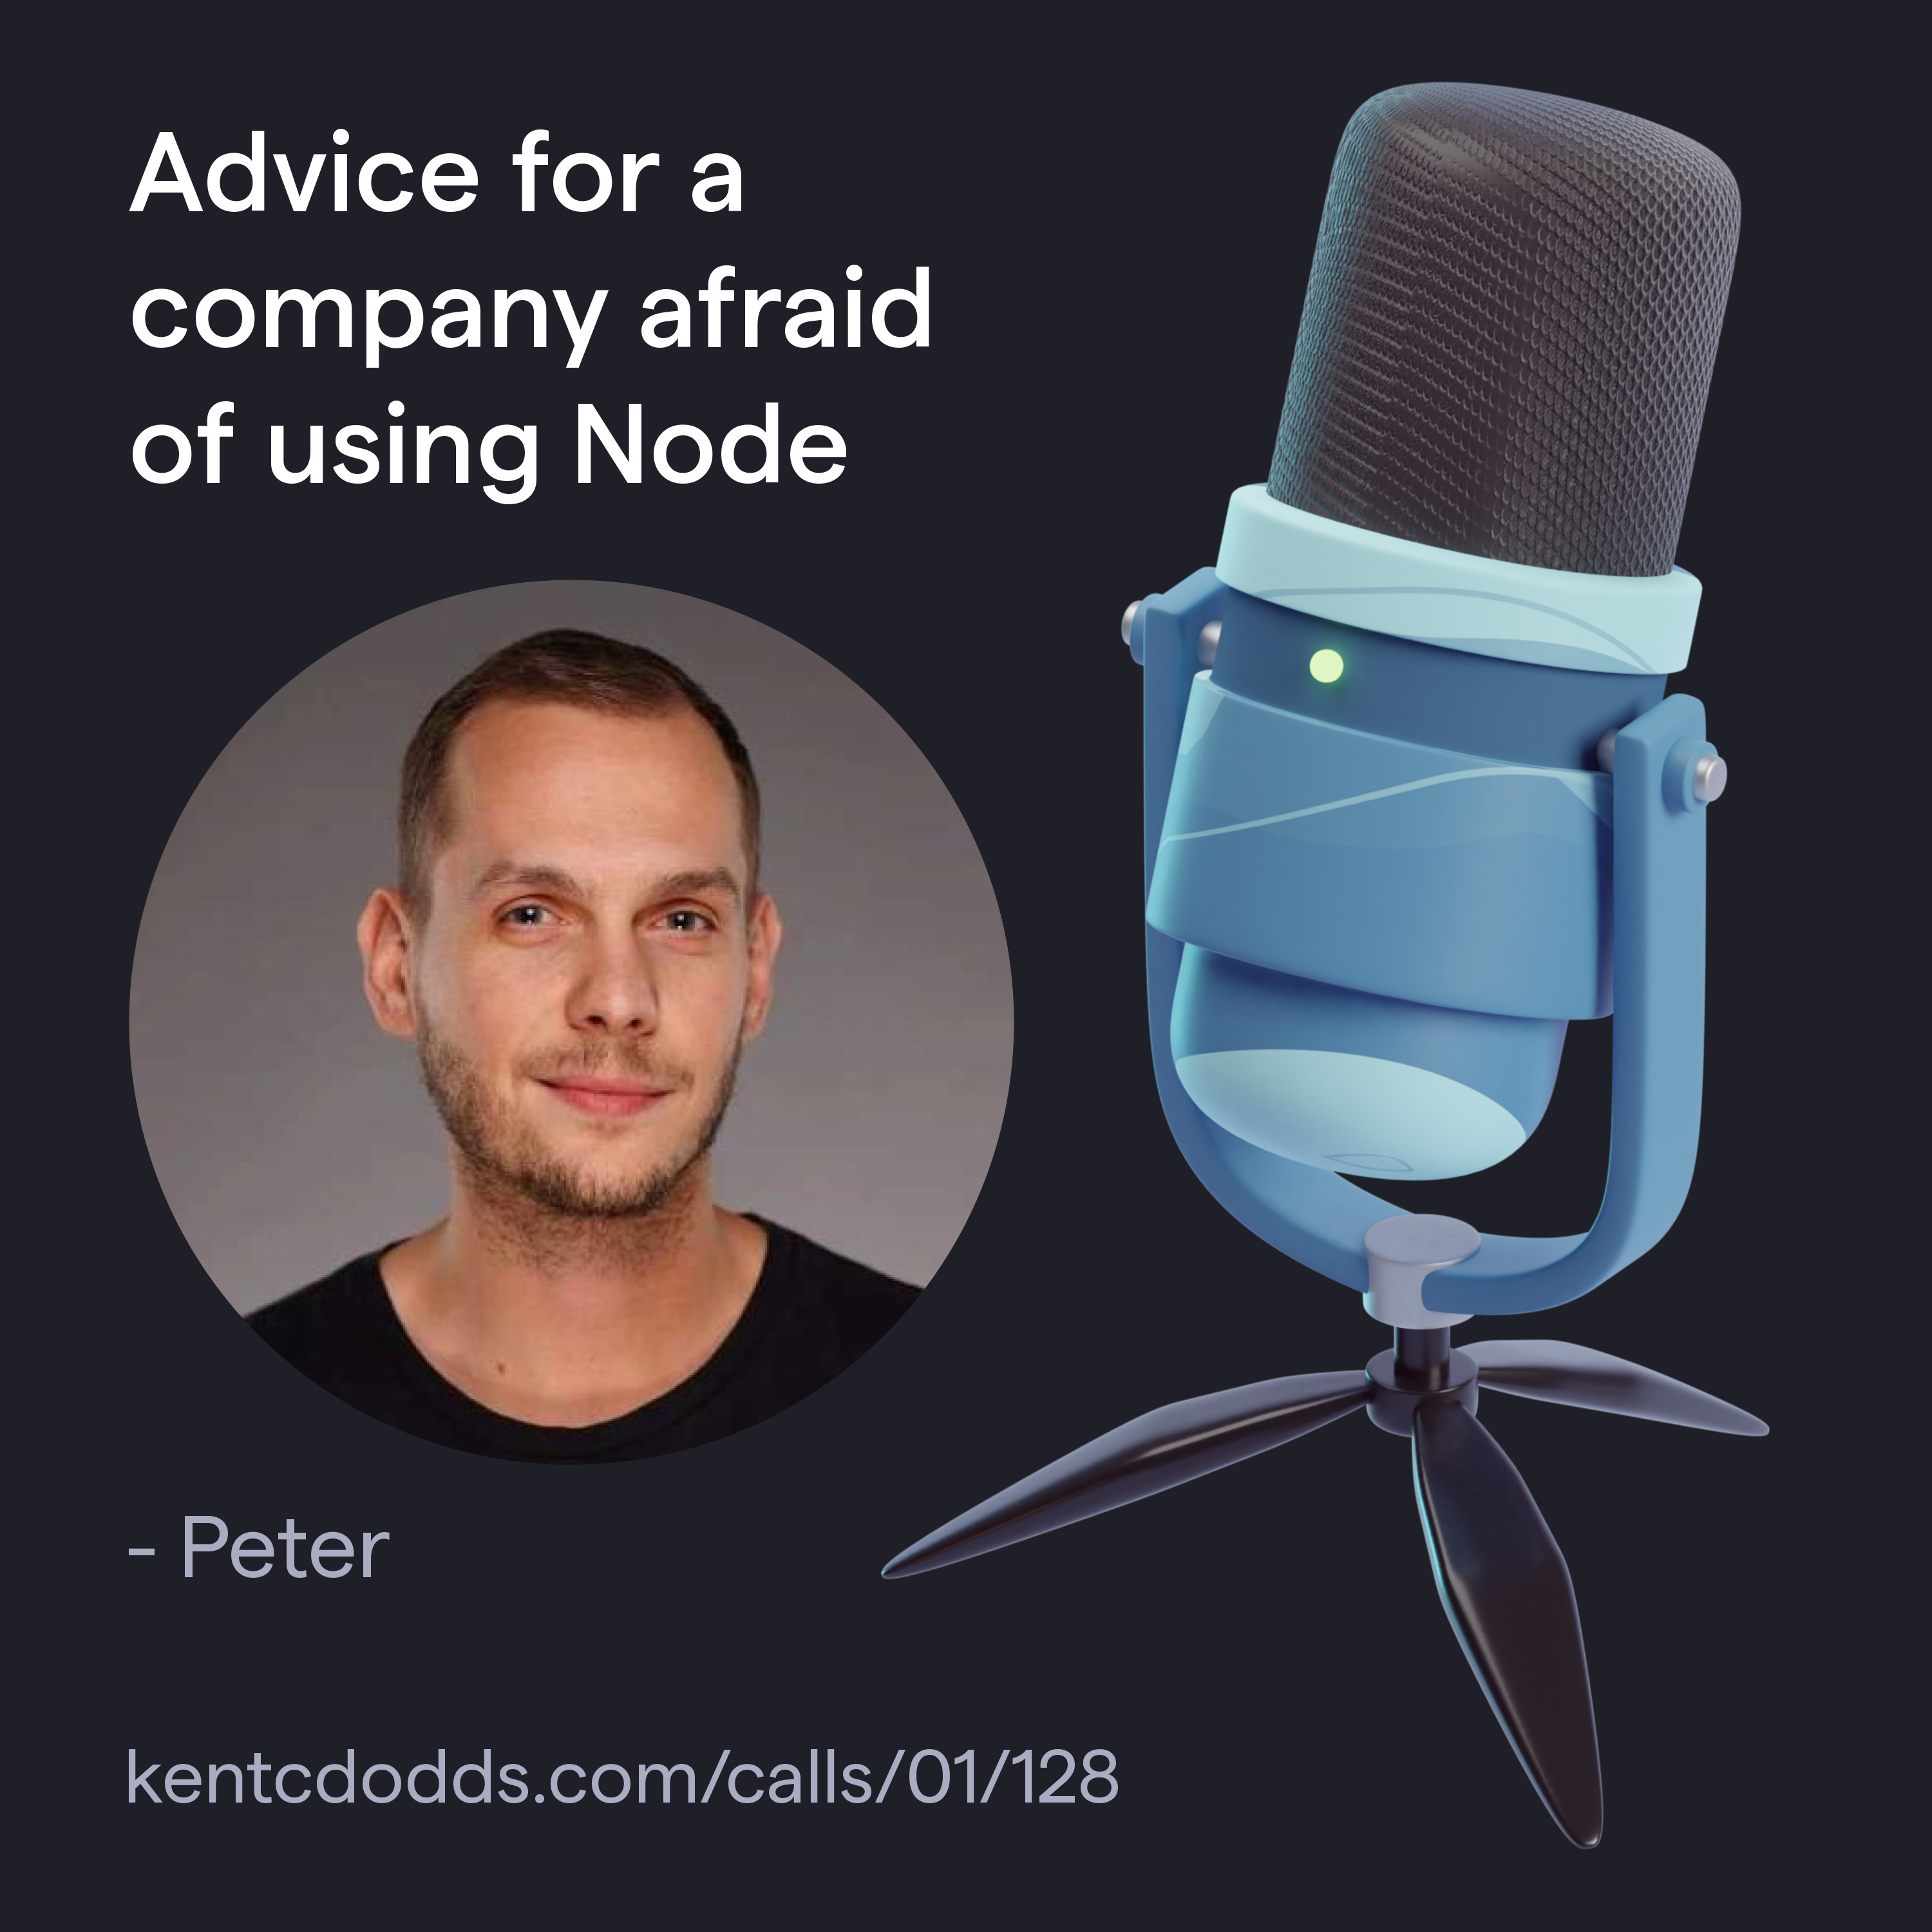 Advice for a
company afraid
of using Node
- Peter
kentcdodds.com/calls/01/128